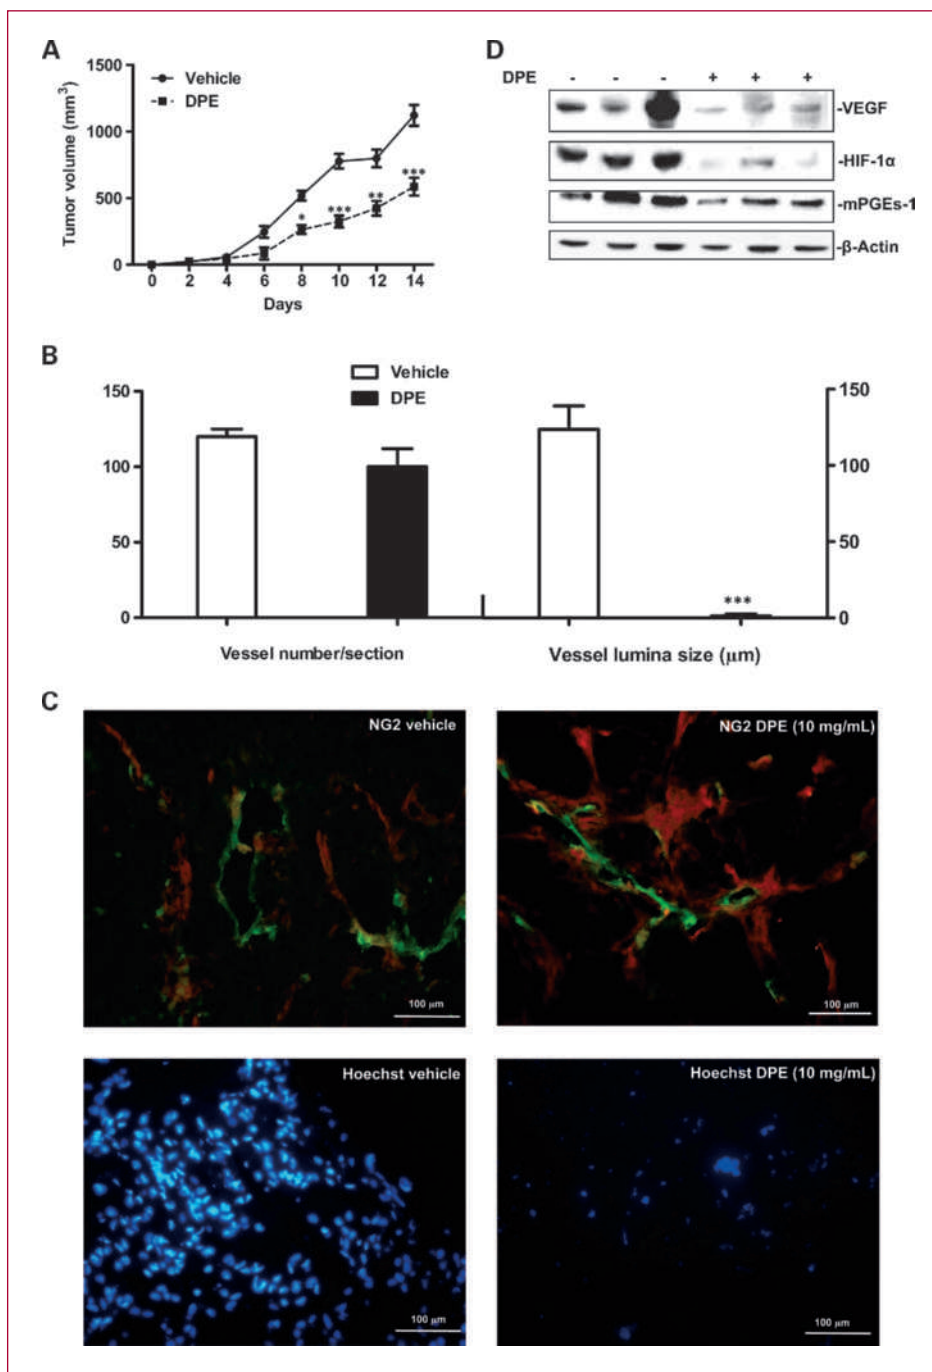 A
1500
1000
500
0
Tumor volume (mm³)
Vehicle
DPE
*
***
**
***
0 2 4 6 8 10 12 14
Days
D
DPE - - - + + +
-VEGF
-HIF-1α
-mPGEs-1
-β-Actin
B
Vehicle
DPE
150
100
50
0
150
100
50
0
***
Vessel number/section
Vessel lumina size (μm)
C
NG2 vehicle
100 μm
NG2 DPE (10 mg/mL)
100 μm
Hoechst vehicle
100 μm
Hoechst DPE (10 mg/mL)
100 μm